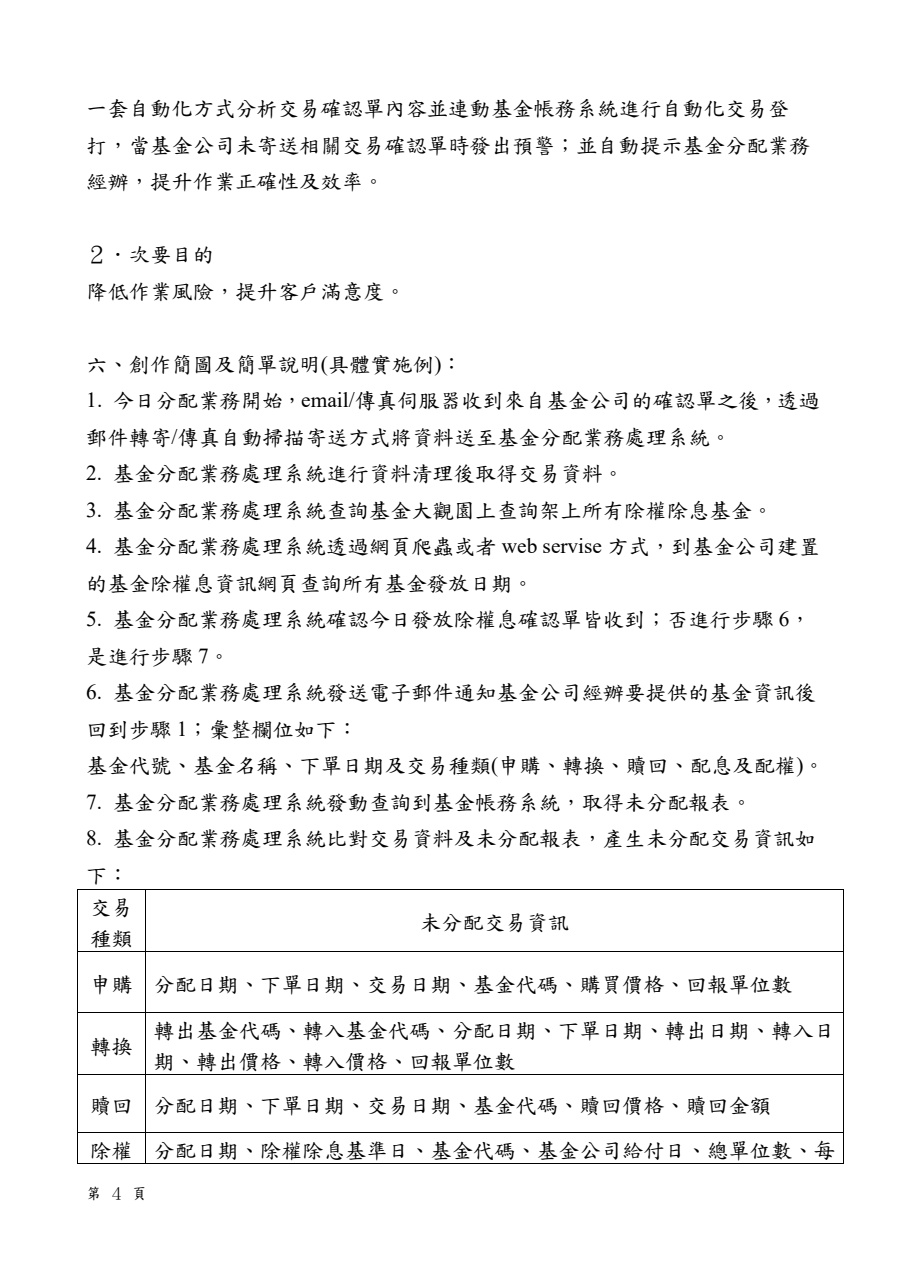 一套自動化方式分析交易確認單內容並連動基金帳務系統進行自動化交易登
打，當基金公司未寄送相關交易確認單時發出預警；並自動提示基金分配業務
經辦，提升作業正確性及效率。
２．次要目的
降低作業風險，提升客戶滿意度。
六、創作簡圖及簡單說明(具體實施例)：
1. 今日分配業務開始，email/傳真伺服器收到來自基金公司的確認單之後，透過
郵件轉寄/傳真自動掃描寄送方式將資料送至基金分配業務處理系統。
2. 基金分配業務處理系統進行資料清理後取得交易資料。
3. 基金分配業務處理系統查詢基金大觀園上查詢架上所有除權除息基金。
4. 基金分配業務處理系統透過網頁爬蟲或者 web servise 方式，到基金公司建置
的基金除權息資訊網頁查詢所有基金發放日期。
5. 基金分配業務處理系統確認今日發放除權息確認單皆收到；否進行步驟 6，
是進行步驟 7。
6. 基金分配業務處理系統發送電子郵件通知基金公司經辦要提供的基金資訊後
回到步驟 1；彙整欄位如下：
基金代號、基金名稱、下單日期及交易種類(申購、轉換、贖回、配息及配權)。
7. 基金分配業務處理系統發動查詢到基金帳務系統，取得未分配報表。
8. 基金分配業務處理系統比對交易資料及未分配報表，產生未分配交易資訊如
下：
交易
種類
未分配交易資訊
申購 分配日期、下單日期、交易日期、基金代碼、購買價格、回報單位數
轉換
轉出基金代碼、轉入基金代碼、分配日期、下單日期、轉出日期、轉入日
期、轉出價格、轉入價格、回報單位數
贖回 分配日期、下單日期、交易日期、基金代碼、贖回價格、贖回金額
除權 分配日期、除權除息基準日、基金代碼、基金公司給付日、總單位數、每
第 4 頁